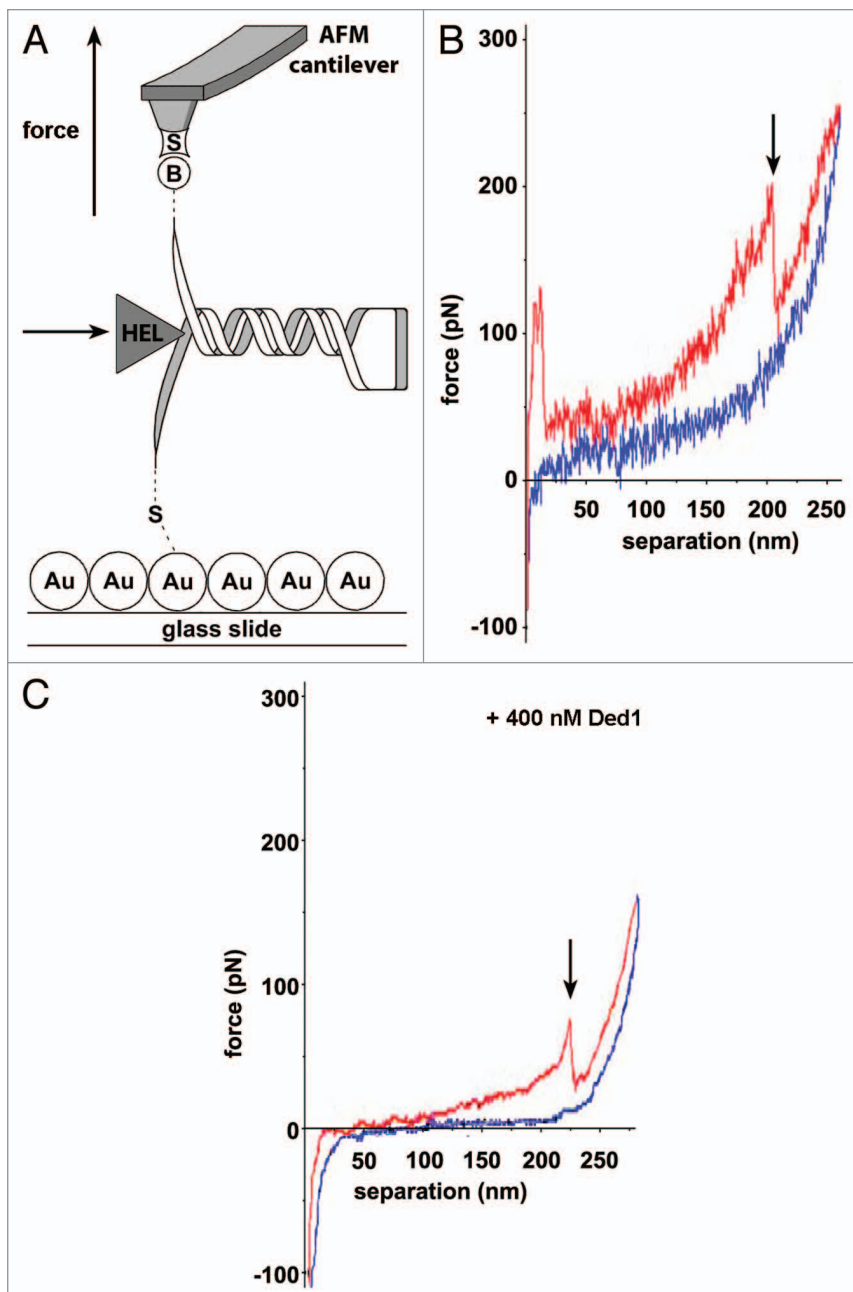 A
AFM
cantilever
force
S
B
HEL
S
Au Au Au Au Au Au
glass slide
B
300
200
100
0
-100
force (pN)
50 100 150 200 250
separation (nm)
C
+ 400 nM Ded1
300
200
100
0
-100
force (pN)
50 100 150 200 250
separation (nm)